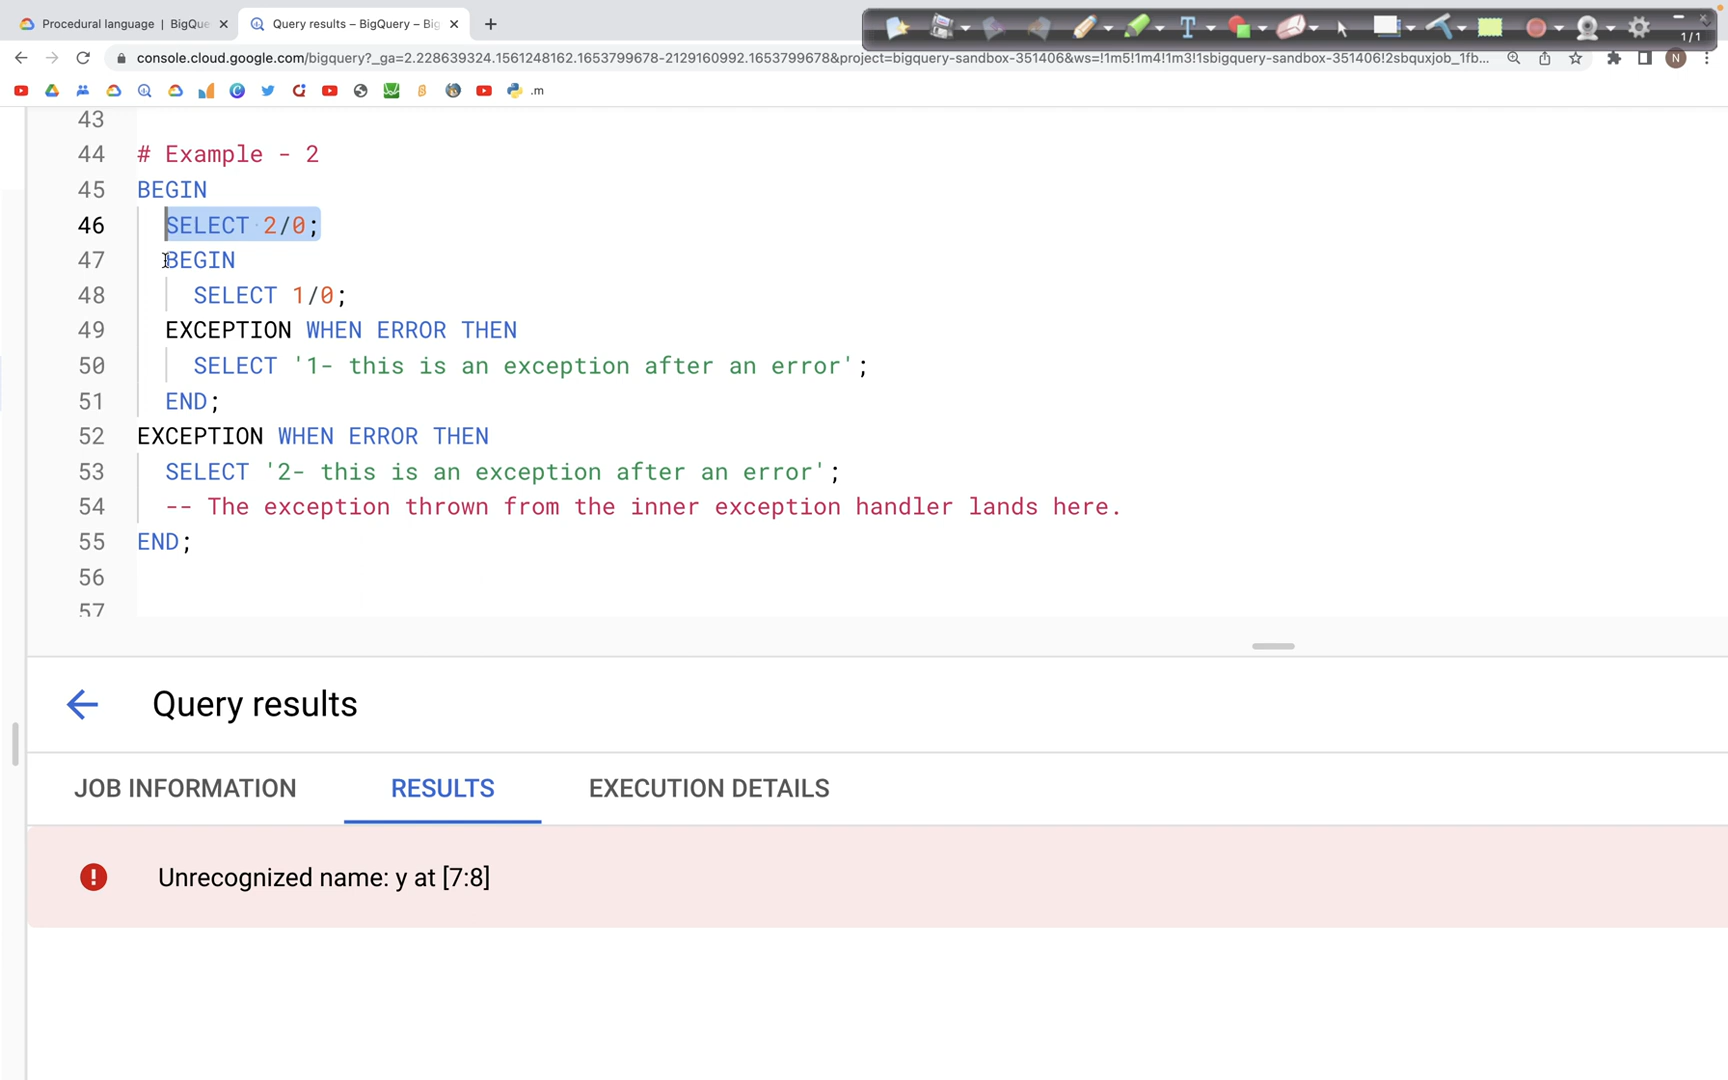 Procedural language | BigQue
Query results – BigQuery – Big
1/1
console.cloud.google.com/bigquery?_ga=2.228639324.1561248162.1653799678-2129160992.1653799678&project=bigquery-sandbox-351406&ws=!1m5!1m4!1m3!1sbigquery-sandbox-351406!2sbquxjob_1fb...
N
.m
43
44 # Example - 2
45 BEGIN
46 SELECT 2/0;
47 BEGIN
48 SELECT 1/0;
49 EXCEPTION WHEN ERROR THEN
50 SELECT '1- this is an exception after an error';
51 END;
52 EXCEPTION WHEN ERROR THEN
53 SELECT '2- this is an exception after an error';
54 -- The exception thrown from the inner exception handler lands here.
55 END;
56
57
Query results
JOB INFORMATION RESULTS EXECUTION DETAILS
Unrecognized name: y at [7:8]